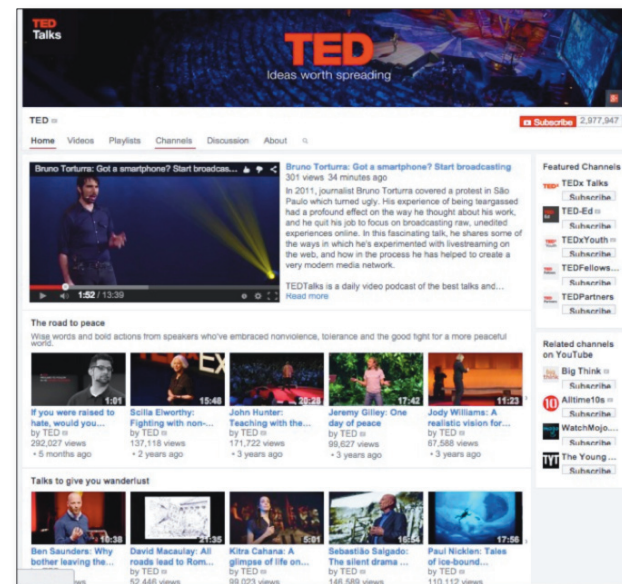 TED
Talks
TED
Ideas worth spreading
TED
Subscribe 2,977,947
Home Videos Playlists Channels Discussion About
Bruno Torturra: Got a smartphone? Start broadcas...
1:52 / 13:39
Bruno Torturra: Got a smartphone? Start broadcasting
301 views 34 minutes ago
In 2011, journalist Bruno Torturra covered a protest in São
Paulo which turned ugly. His experience of being teargassed
had a profound effect on the way he thought about his work,
and he quit his job to focus on broadcasting raw, unedited
experiences online. In this fascinating talk, he shares some of
the ways in which he's experimented with livestreaming on
the web, and how in the process he has helped to create a
very modern media network.
TEDTalks is a daily video podcast of the best talks and...
Read more
The road to peace
Wise words and bold actions from speakers who've embraced nonviolence, tolerance and the good fight for a more peaceful
world.
1:01
If you were raised to
hate, would you...
by TED
292,027 views
• 5 months ago
15:48
Scilla Elworthy:
Fighting with non-...
by TED
137,118 views
• 2 years ago
20:28
John Hunter:
Teaching with the...
by TED
171,722 views
• 3 years ago
17:42
Jeremy Gilley: One
day of peace
by TED
99,627 views
• 3 years ago
11:23
Jody Williams: A
realistic vision for...
by TED
67,588 views
• 3 years ago
Talks to give you wanderlust
10:38
Ben Saunders: Why
bother leaving the...
21:35
David Macaulay: All
roads lead to Rom...
by TED
52,446 views
5:01
Kitra Cahana: A
glimpse of life on...
by TED
99,023 views
16:54
Sebastião Salgado:
The silent drama ...
by TED
146,589 views
17:56
Paul Nicklen: Tales
of ice-bound...
by TED
110,112 views
Featured Channels
TEDx Talks
Subscribe
TED-Ed
Subscribe
TEDxYouth
Subscribe
TEDFellows...
Subscribe
TEDPartners
Subscribe
Related channels
on YouTube
Big Think
Subscribe
Alltime10s
Subscribe
WatchMojo....
Subscribe
TYT The Young ...
Subscribe